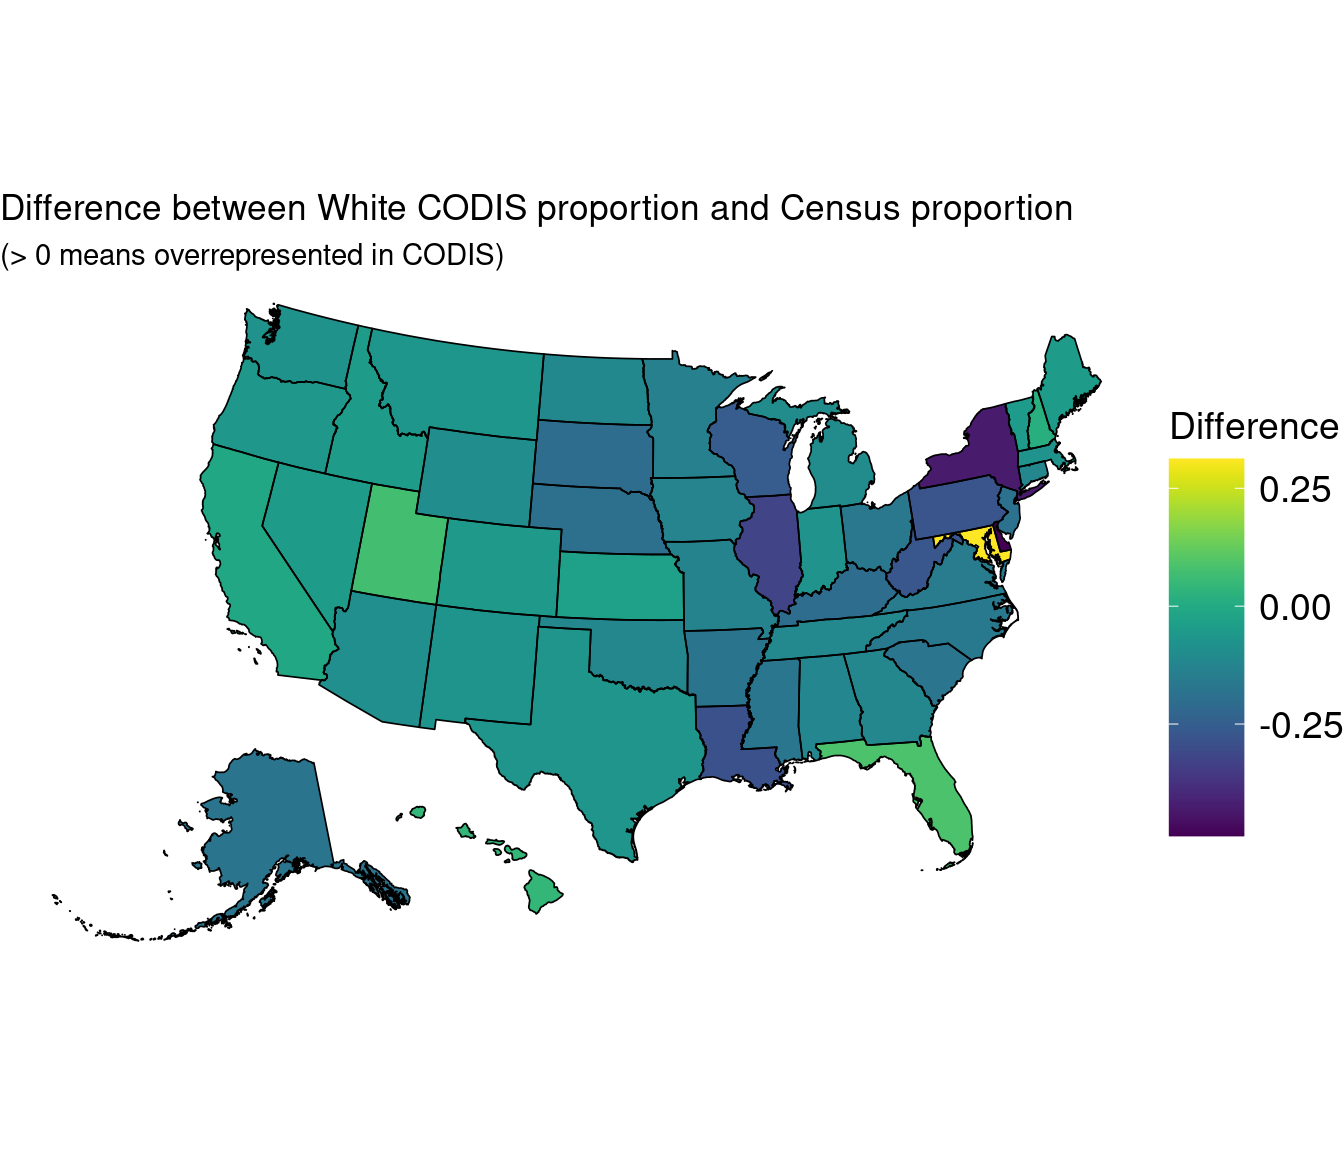 Difference between White CODIS proportion and Census proportion
(> 0 means overrepresented in CODIS)
Difference
0.25
0.00
-0.25